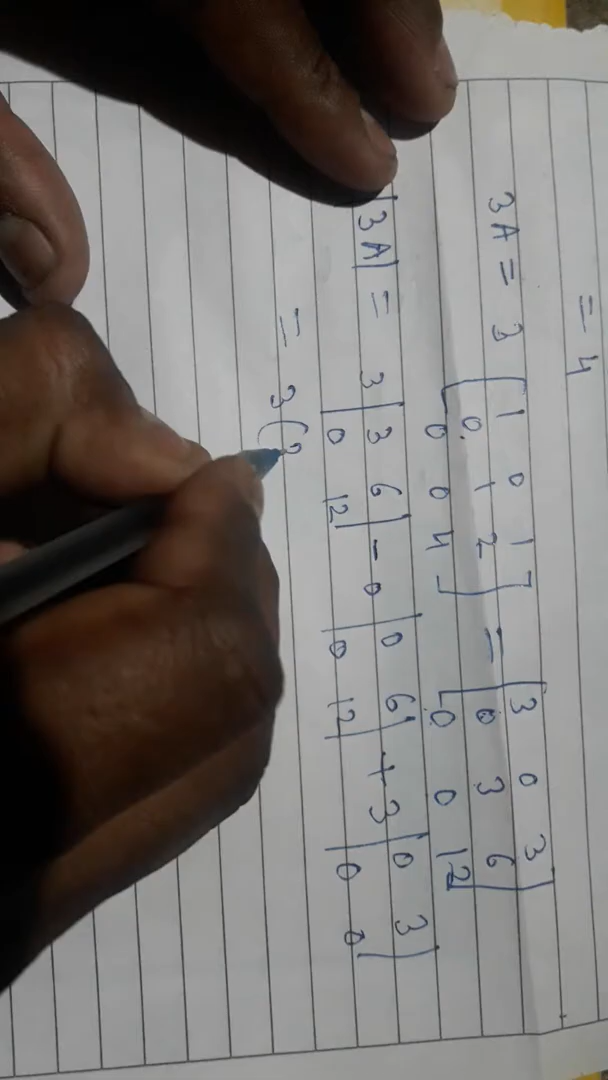 = 4
3A = 3 [ 1 0 1 = [ 3 0 3
0 1 2 0 3 6
0 0 4 ] 0 0 12 ]
|3A| = 3 | 3 6 | - 0 | 0 6 | + 3 | 0 3 |
0 12 0 12 0 0
= 3 (